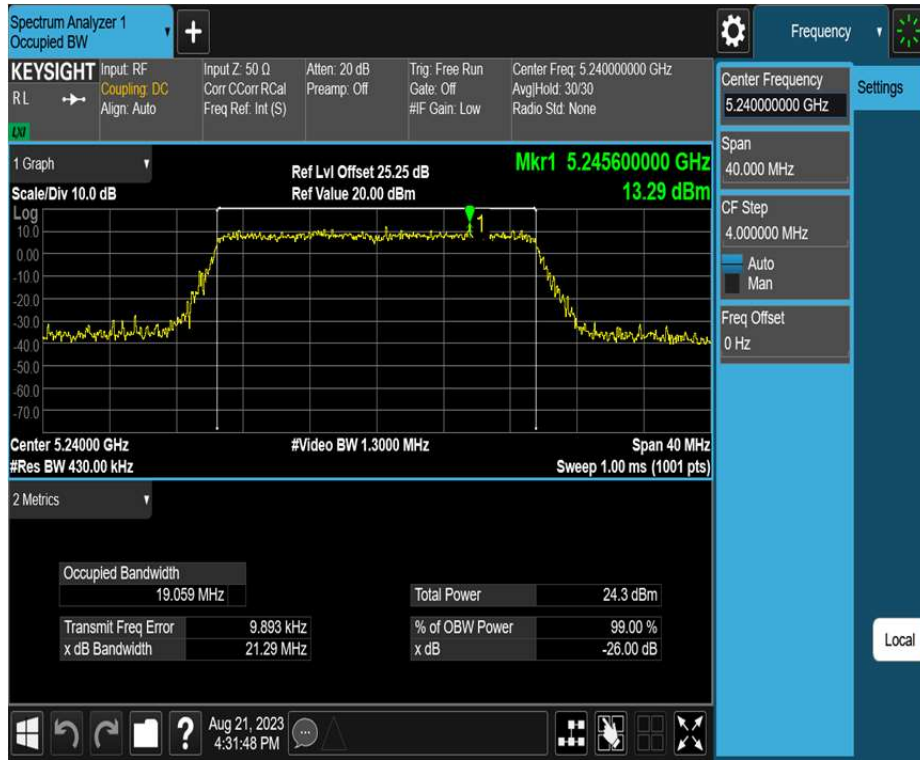 Spectrum Analyzer 1
Occupied BW
+
Frequency
KEYSIGHT
RL
LXI
Input: RF
Coupling: DC
Align: Auto
Input Z: 50 Ω
Corr CCorr RCal
Freq Ref: Int (S)
Atten: 20 dB
Preamp: Off
Trig: Free Run
Gate: Off
#IF Gain: Low
Center Freq: 5.240000000 GHz
Avg|Hold: 30/30
Radio Std: None
Center Frequency
5.240000000 GHz
Settings
Span
40.000 MHz
CF Step
4.000000 MHz
Auto
Man
Freq Offset
0 Hz
Local
1 Graph
Scale/Div 10.0 dB
Ref Lvl Offset 25.25 dB
Ref Value 20.00 dBm
Mkr1 5.245600000 GHz
13.29 dBm
Log
10.0
0.00
-10.0
-20.0
-30.0
-40.0
-50.0
-60.0
-70.0
1
Center 5.24000 GHz
#Video BW 1.3000 MHz
Span 40 MHz
#Res BW 430.00 kHz
Sweep 1.00 ms (1001 pts)
2 Metrics
Occupied Bandwidth
19.059 MHz
Total Power 24.3 dBm
Transmit Freq Error 9.893 kHz
% of OBW Power 99.00 %
x dB Bandwidth 21.29 MHz
x dB -26.00 dB
?
Aug 21, 2023
4:31:48 PM